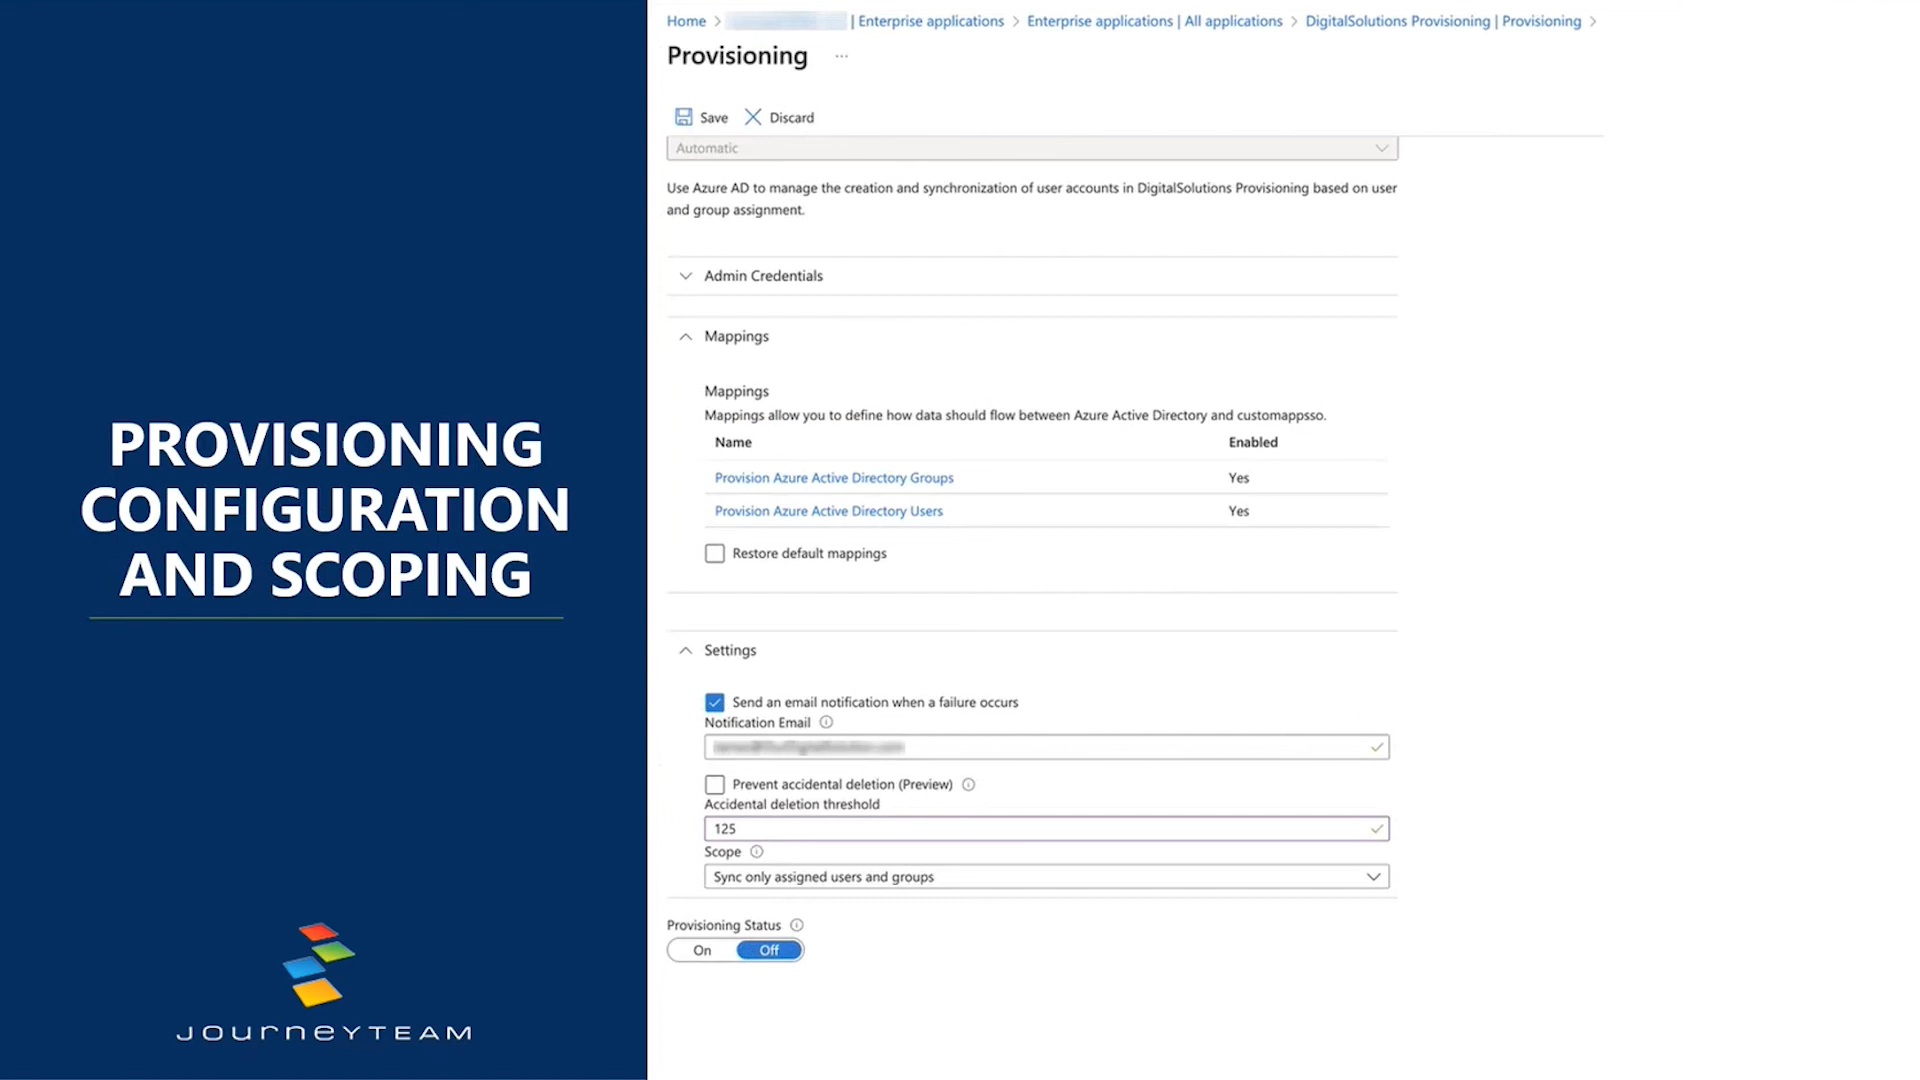 PROVISIONING
CONFIGURATION
AND SCOPING
JOURNEYTEAM
Home > | Enterprise applications > Enterprise applications | All applications > DigitalSolutions Provisioning | Provisioning >
Provisioning ...
Save Discard
Automatic
Use Azure AD to manage the creation and synchronization of user accounts in DigitalSolutions Provisioning based on user
and group assignment.
Admin Credentials
Mappings
Mappings
Mappings allow you to define how data should flow between Azure Active Directory and customappsso.
Name Enabled
Provision Azure Active Directory Groups Yes
Provision Azure Active Directory Users Yes
Restore default mappings
Settings
Send an email notification when a failure occurs
Notification Email
Prevent accidental deletion (Preview)
Accidental deletion threshold
125
Scope
Sync only assigned users and groups
Provisioning Status
On Off